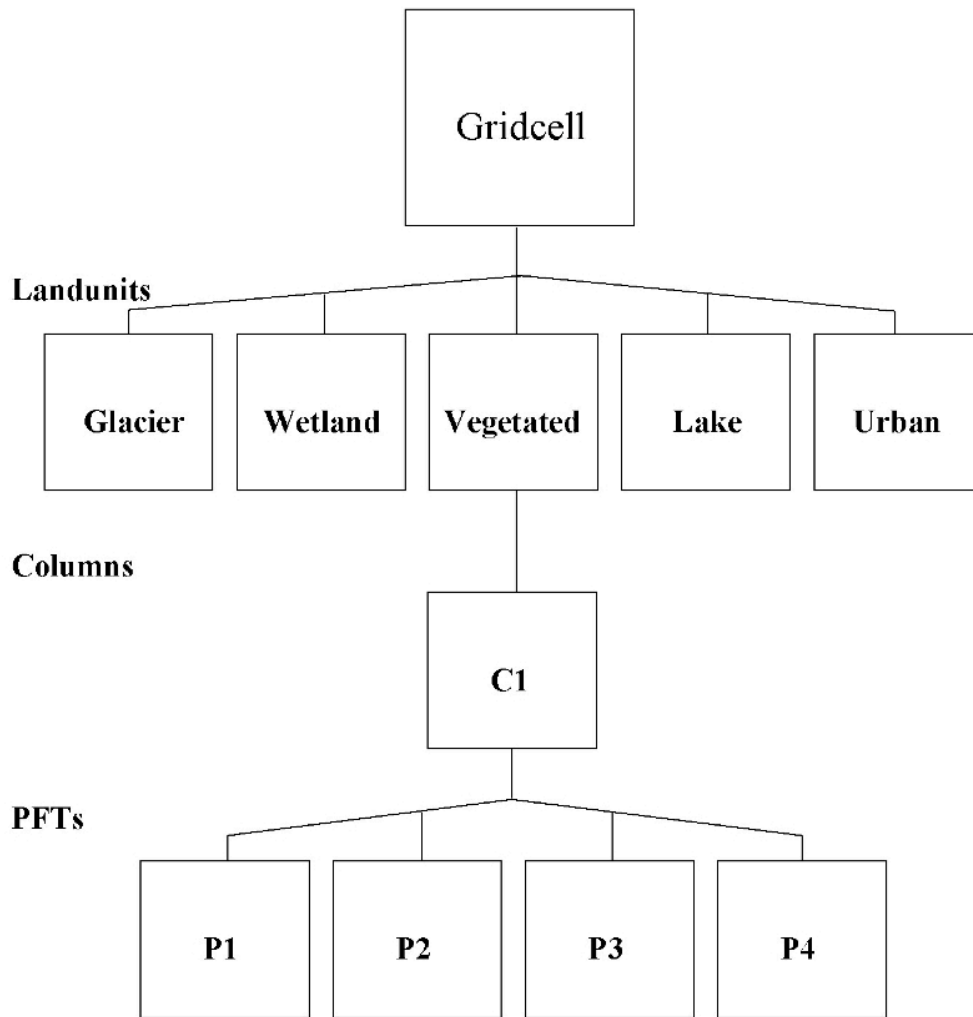 Gridcell
Landunits
Glacier
Wetland
Vegetated
Lake
Urban
Columns
C1
PFTs
P1
P2
P3
P4